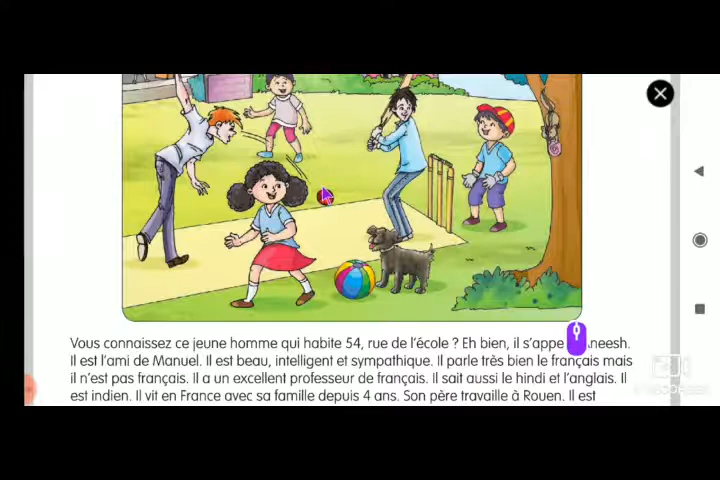 Vous connaissez ce jeune homme qui habite 54, rue de l'école ? Eh bien, il s'appe neesh.
Il est l'ami de Manuel. Il est beau, intelligent et sympathique. Il parle très bien le français mais
il n'est pas français. Il a un excellent professeur de français. Il sait aussi le hindi et l'anglais. Il
est indien. Il vit en France avec sa famille depuis 4 ans. Son père travaille à Rouen. Il est